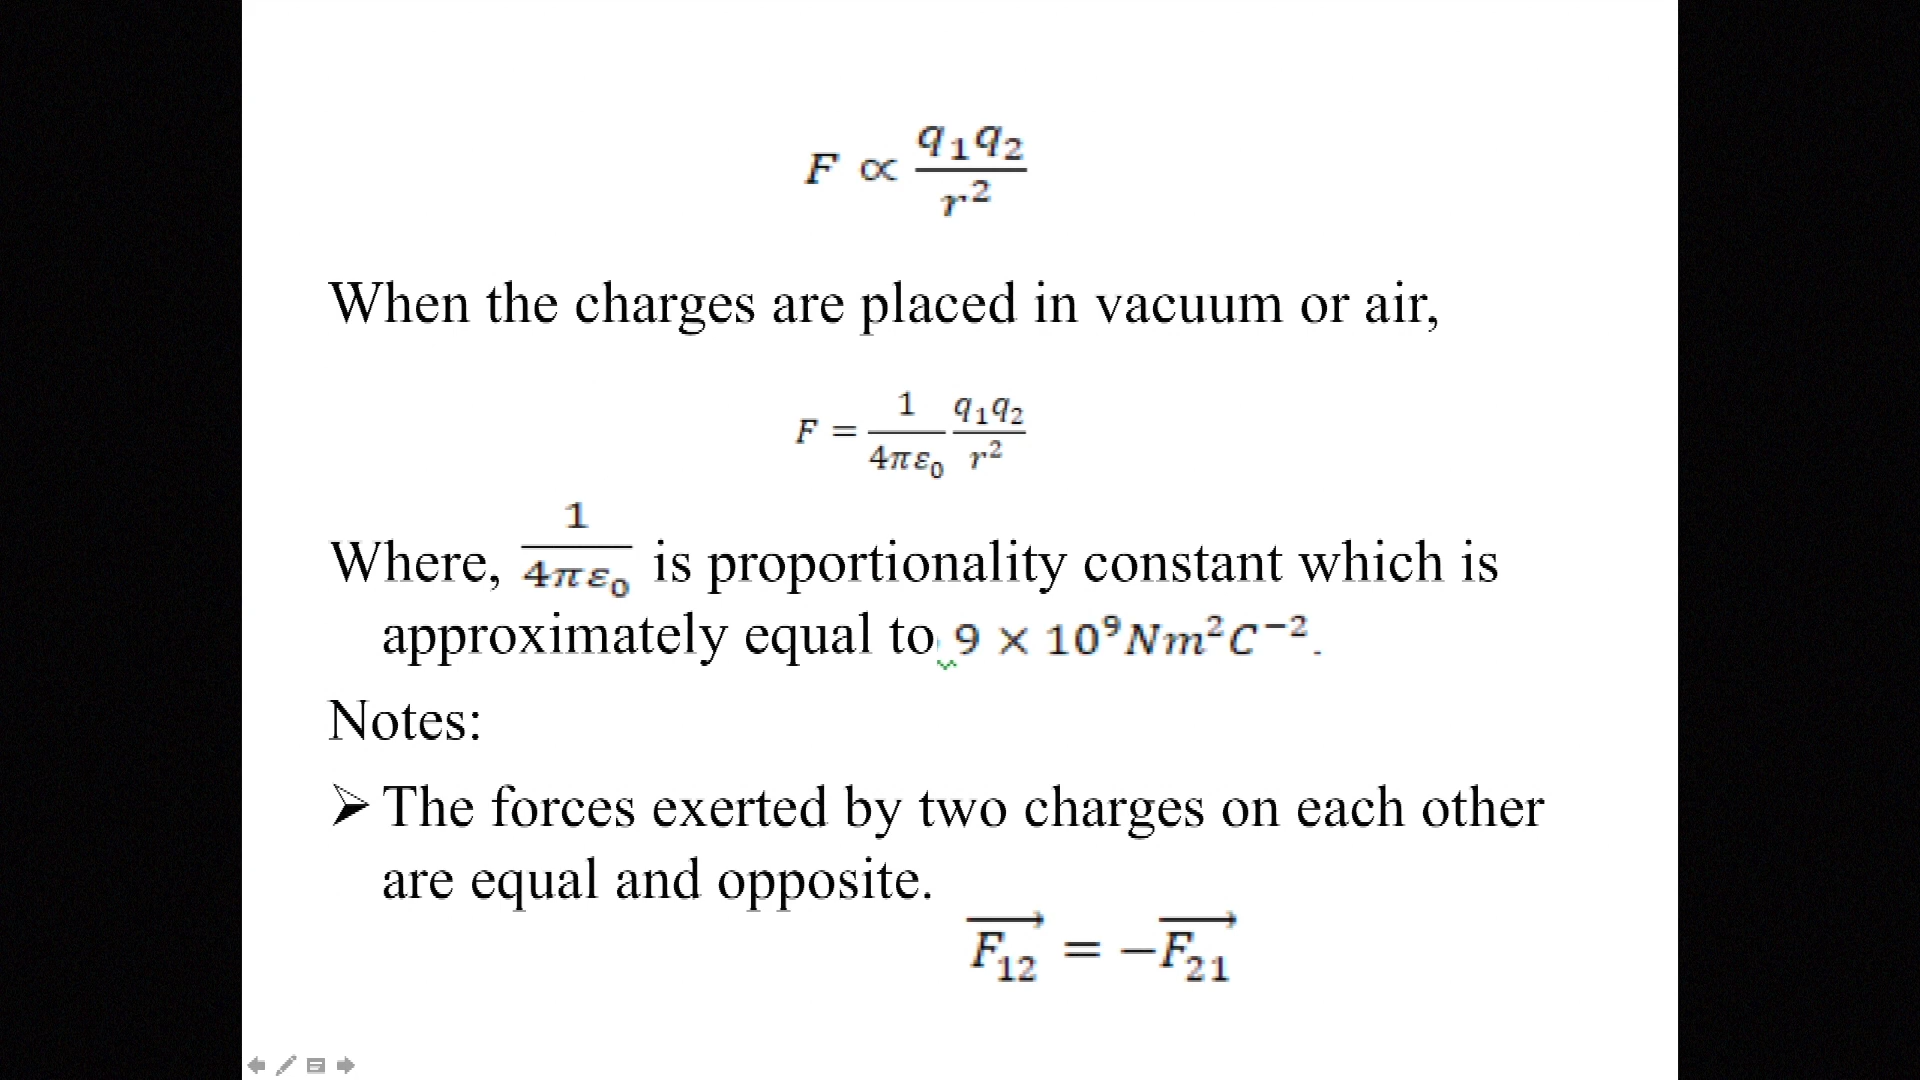 F ∝ q₁q₂ / r²
When the charges are placed in vacuum or air,
F = 1 / 4πε₀ q₁q₂ / r²
Where, 1 / 4πε₀ is proportionality constant which is
approximately equal to 9 × 10⁹Nm²C⁻².
Notes:
➢ The forces exerted by two charges on each other
are equal and opposite.
F₁₂→ = −F₂₁→